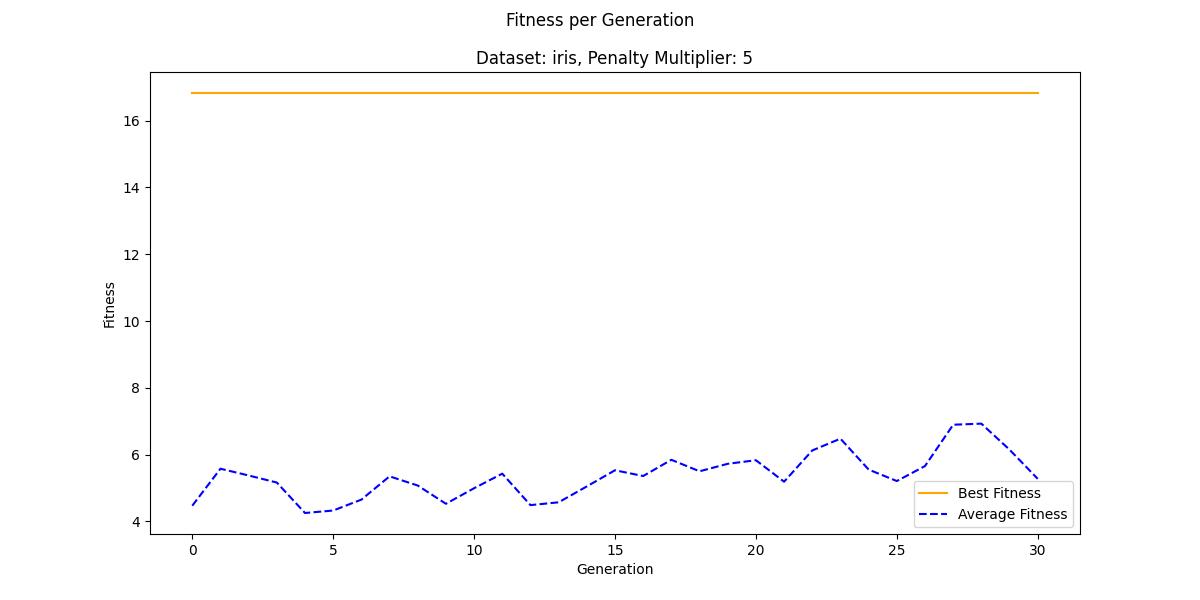 Fitness per Generation
Dataset: iris, Penalty Multiplier: 5
Fitness
16
14
12
10
8
6
4
Best Fitness
Average Fitness
0 5 10 15 20 25 30
Generation